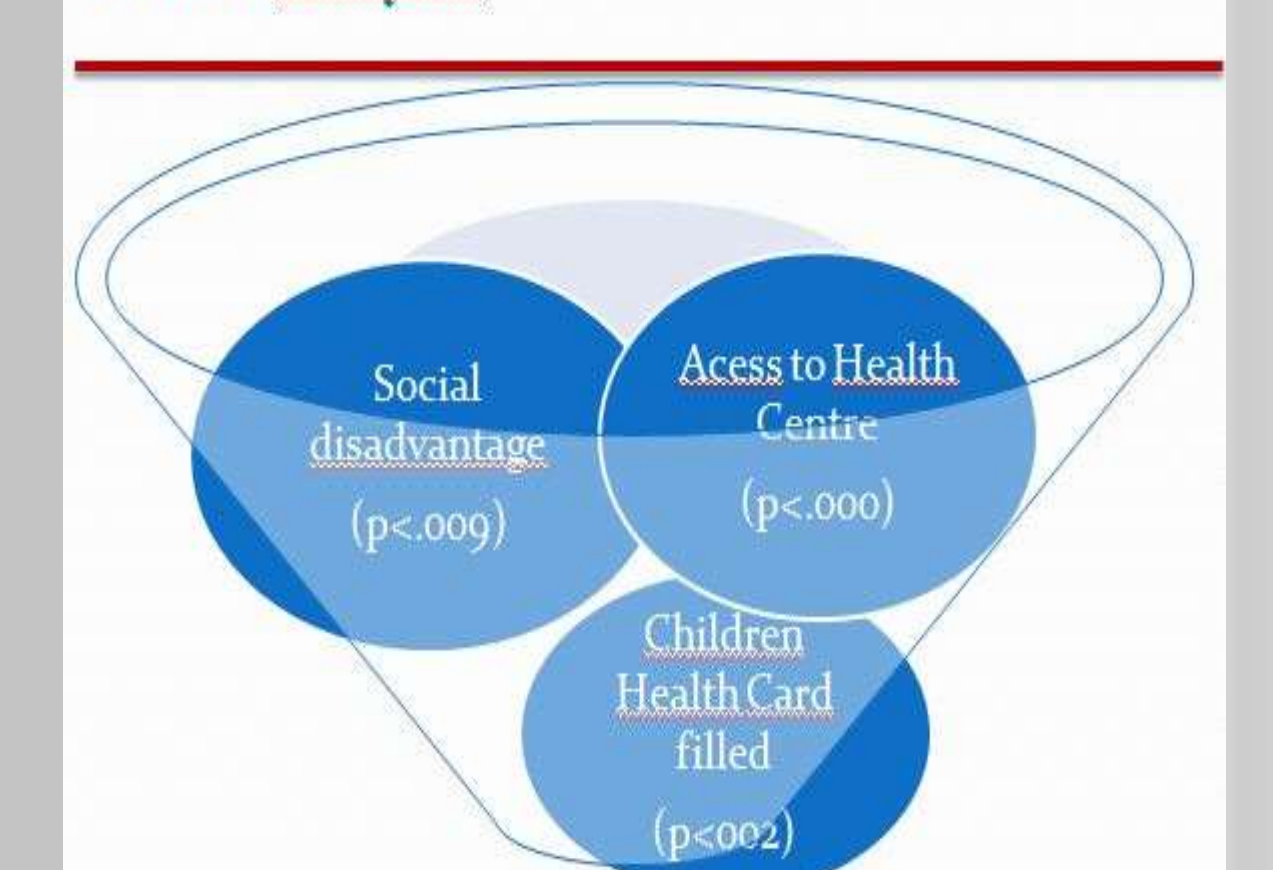 Social
disadvantage
(p<.009)
Acess to Health
Centre
(p<.000)
Children
Health Card
filled
(p<002)